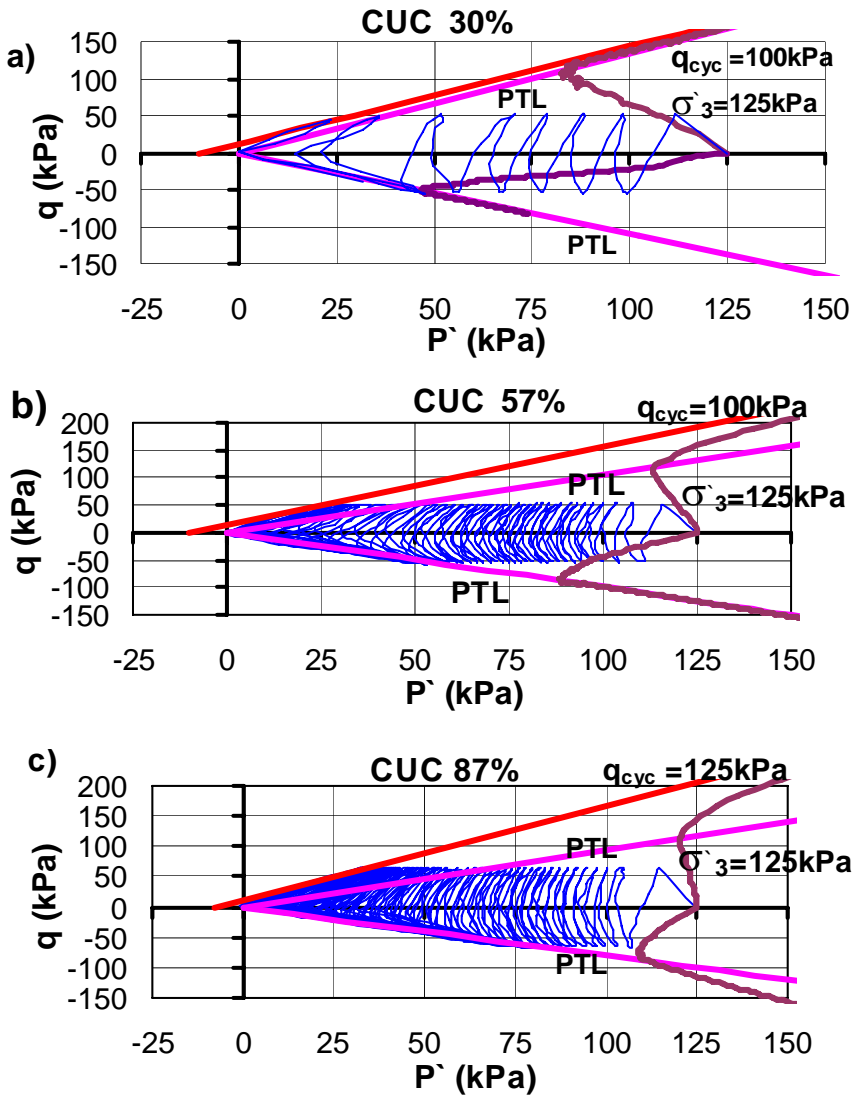 CUC 30%
a)
150
100
50
0
-50
-100
-150
q (kPa)
qcyc =100kPa
PTL
σ`3=125kPa
PTL
-25 0 25 50 75 100 125 150
P` (kPa)
b)
CUC 57%
qcyc=100kPa
200
150
100
50
0
-50
-100
-150
q (kPa)
PTL
σ`3=125kPa
PTL
-25 0 25 50 75 100 125 150
P` (kPa)
c)
CUC 87%
qcyc =125kPa
200
150
100
50
0
-50
-100
-150
q (kPa)
PTL
σ`3=125kPa
PTL
-25 0 25 50 75 100 125 150
P` (kPa)